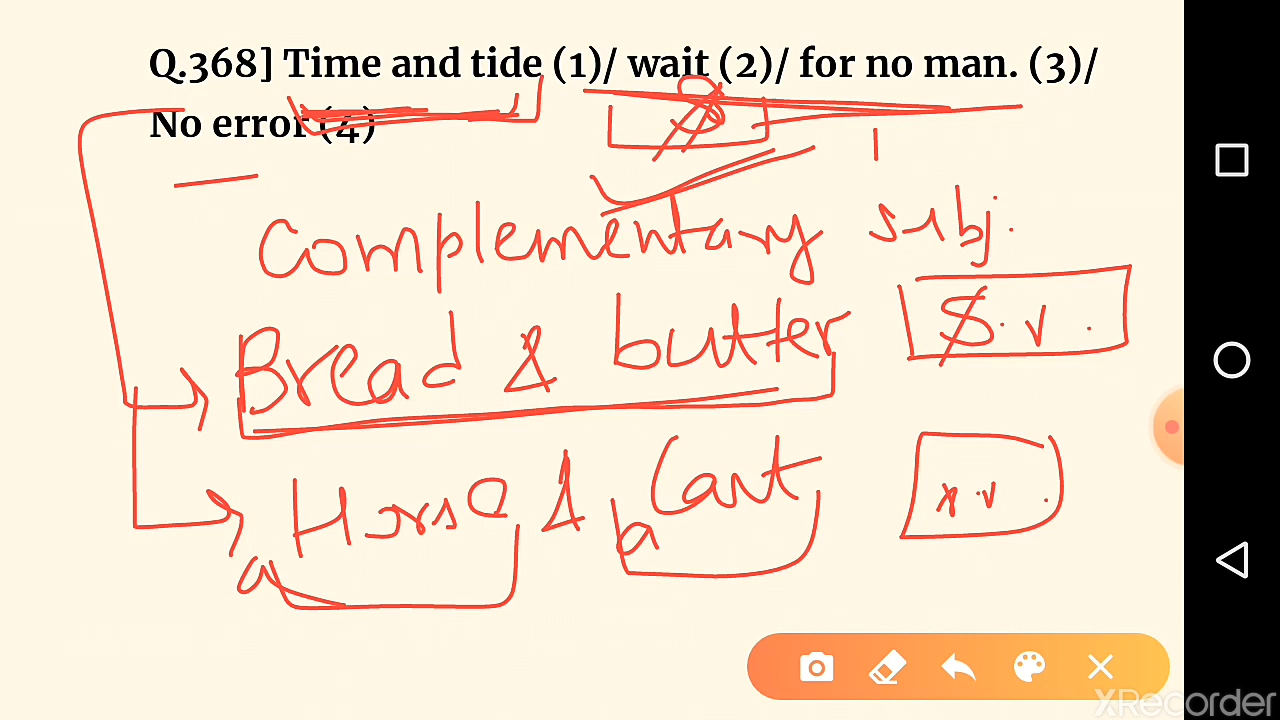 Q.368] Time and tide (1)/ wait (2)/ for no man. (3)/
No error (4)
S
Complementary subj.
Bread & butter S.v.
Horse & Cart
a a
XRecorder